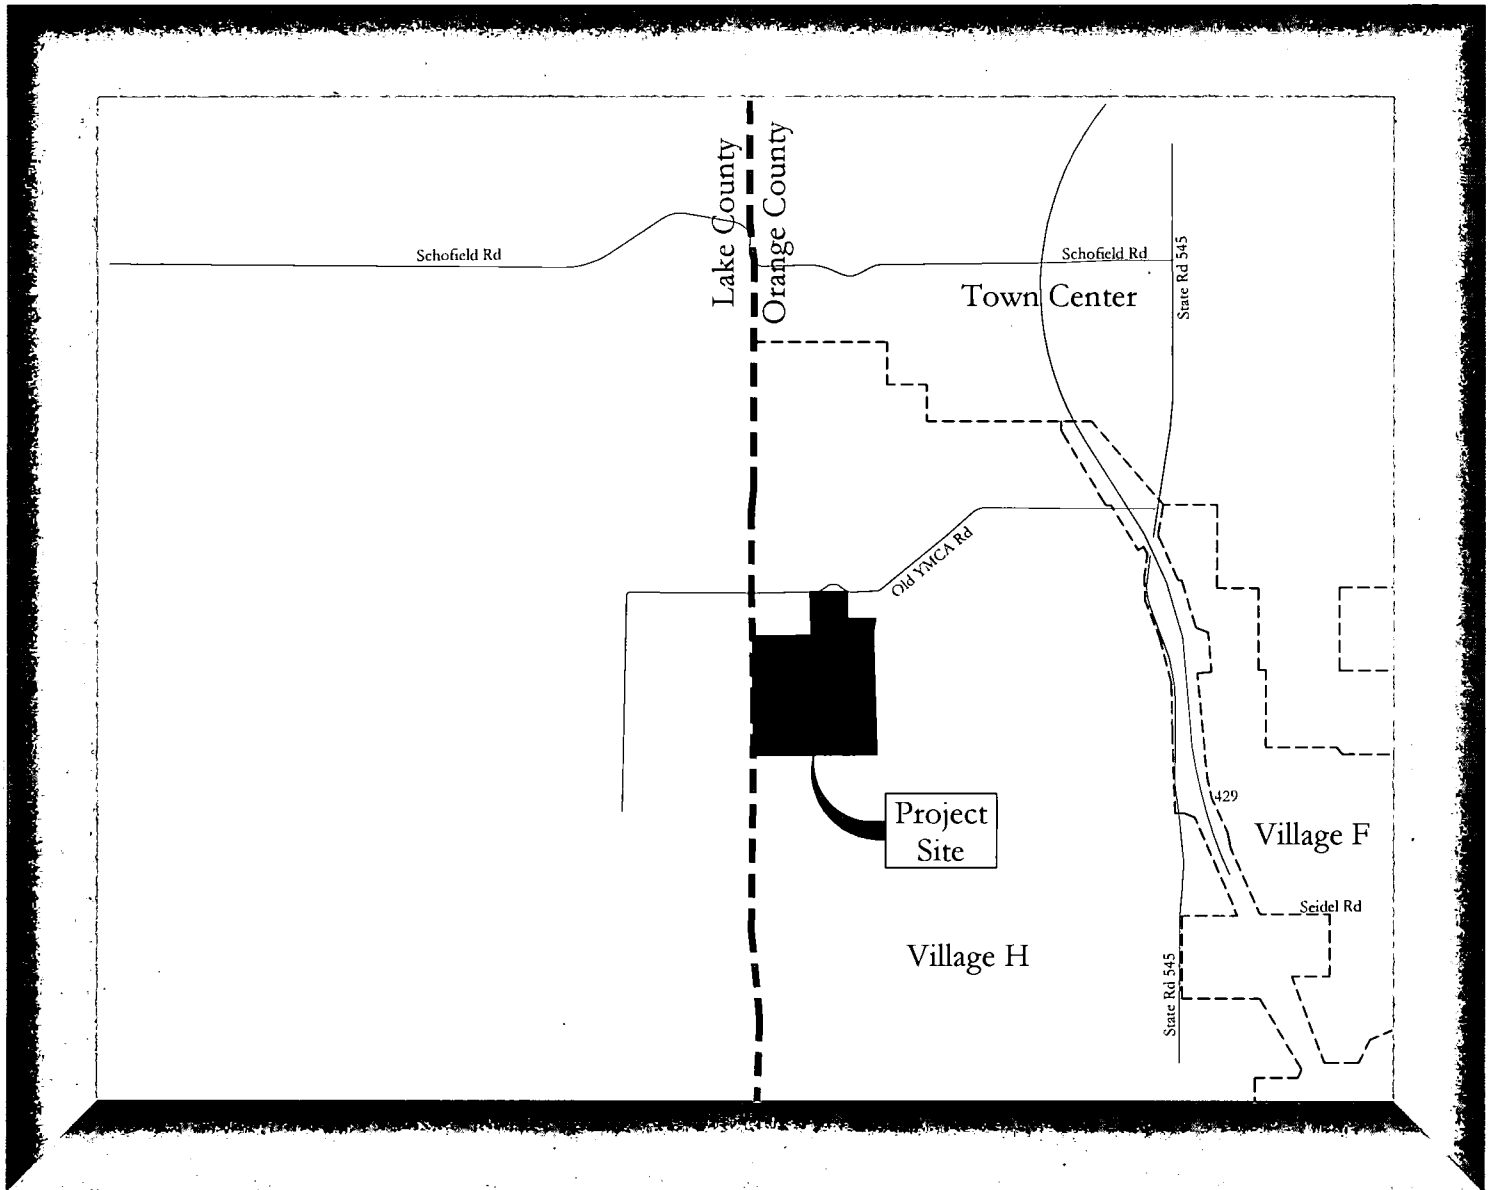 Lake County
Orange County
Schofield Rd
Schofield Rd
State Rd 545
Town Center
Old YMCA Rd
Project
Site
429
Village F
Seidel Rd
Village H
State Rd 545